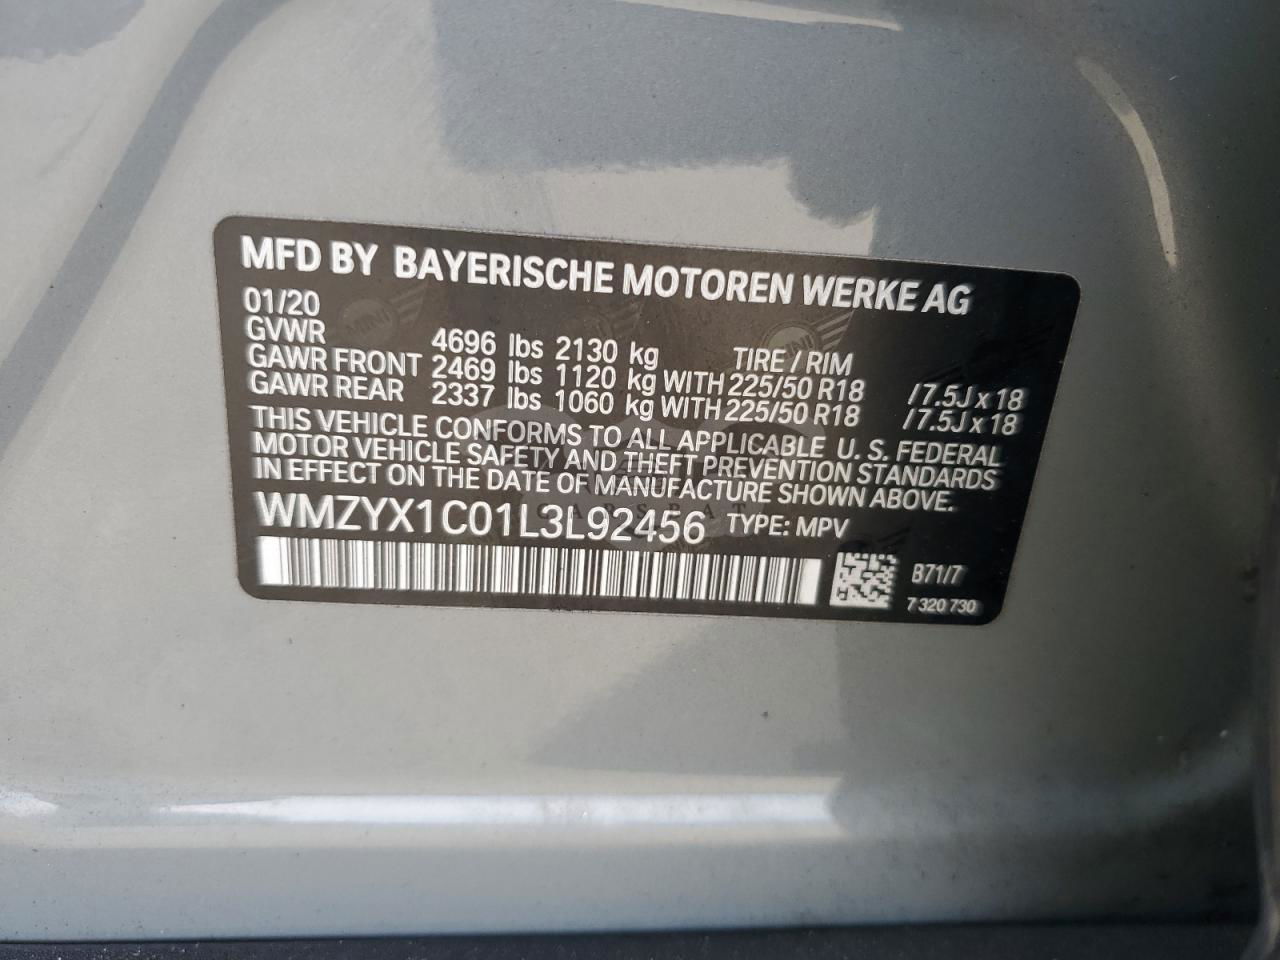 MFD BY BAYERISCHE MOTOREN WERKE AG
01/20
GVWR 4696 lbs 2130 kg TIRE / RIM
GAWR FRONT 2469 lbs 1120 kg WITH 225/50 R18 /7.5J x 18
GAWR REAR 2337 lbs 1060 kg WITH 225/50 R18 /7.5J x 18
THIS VEHICLE CONFORMS TO ALL APPLICABLE U. S. FEDERAL
MOTOR VEHICLE SAFETY AND THEFT PREVENTION STANDARDS
IN EFFECT ON THE DATE OF MANUFACTURE SHOWN ABOVE.
WMZYX1C01L3L92456 TYPE: MPV
B71/7
7 320 730
MINI
MINI